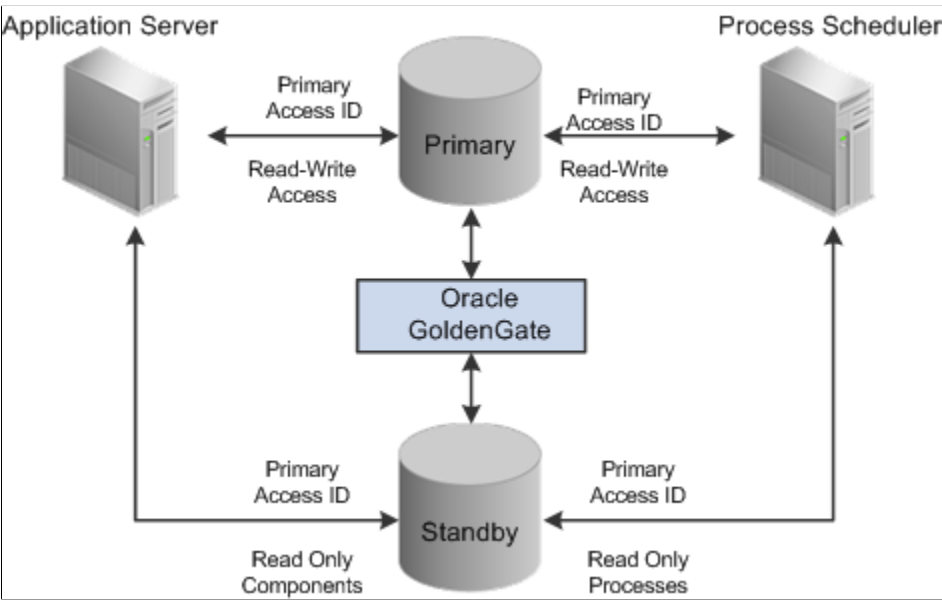 Application Server
Process Scheduler
Primary
Access ID
Read-Write
Access
Primary
Primary
Access ID
Read-Write
Access
Oracle
GoldenGate
Primary
Access ID
Read Only
Components
Standby
Primary
Access ID
Read Only
Processes